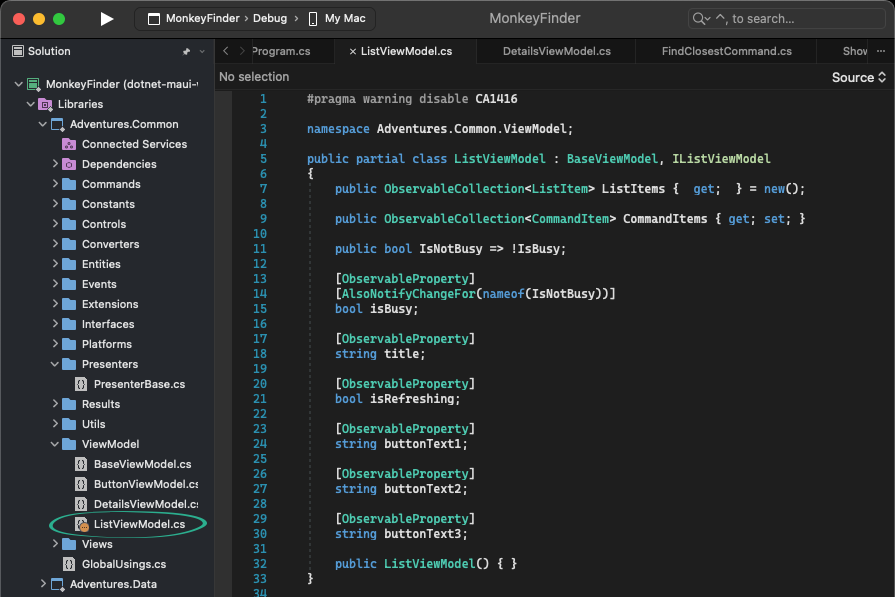 MonkeyFinder › Debug › My Mac
MonkeyFinder
⌃, to search...
Solution
Program.cs
× ListViewModel.cs
DetailsViewModel.cs
FindClosestCommand.cs
Show
No selection
Source
MonkeyFinder (dotnet-maui-
Libraries
Adventures.Common
Connected Services
Dependencies
Commands
Constants
Controls
Converters
Entities
Events
Extensions
Interfaces
Platforms
Presenters
PresenterBase.cs
Results
Utils
ViewModel
BaseViewModel.cs
ButtonViewModel.cs
DetailsViewModel.cs
ListViewModel.cs
Views
GlobalUsings.cs
Adventures.Data
1 #pragma warning disable CA1416
2
3 namespace Adventures.Common.ViewModel;
4
5 public partial class ListViewModel : BaseViewModel, IListViewModel
6 {
7 public ObservableCollection<ListItem> ListItems {  get;  } = new();
8
9 public ObservableCollection<CommandItem> CommandItems { get; set; }
10
11 public bool IsNotBusy => !IsBusy;
12
13 [ObservableProperty]
14 [AlsoNotifyChangeFor(nameof(IsNotBusy))]
15 bool isBusy;
16
17 [ObservableProperty]
18 string title;
19
20 [ObservableProperty]
21 bool isRefreshing;
22
23 [ObservableProperty]
24 string buttonText1;
25
26 [ObservableProperty]
27 string buttonText2;
28
29 [ObservableProperty]
30 string buttonText3;
31
32 public ListViewModel() { }
33 }
34